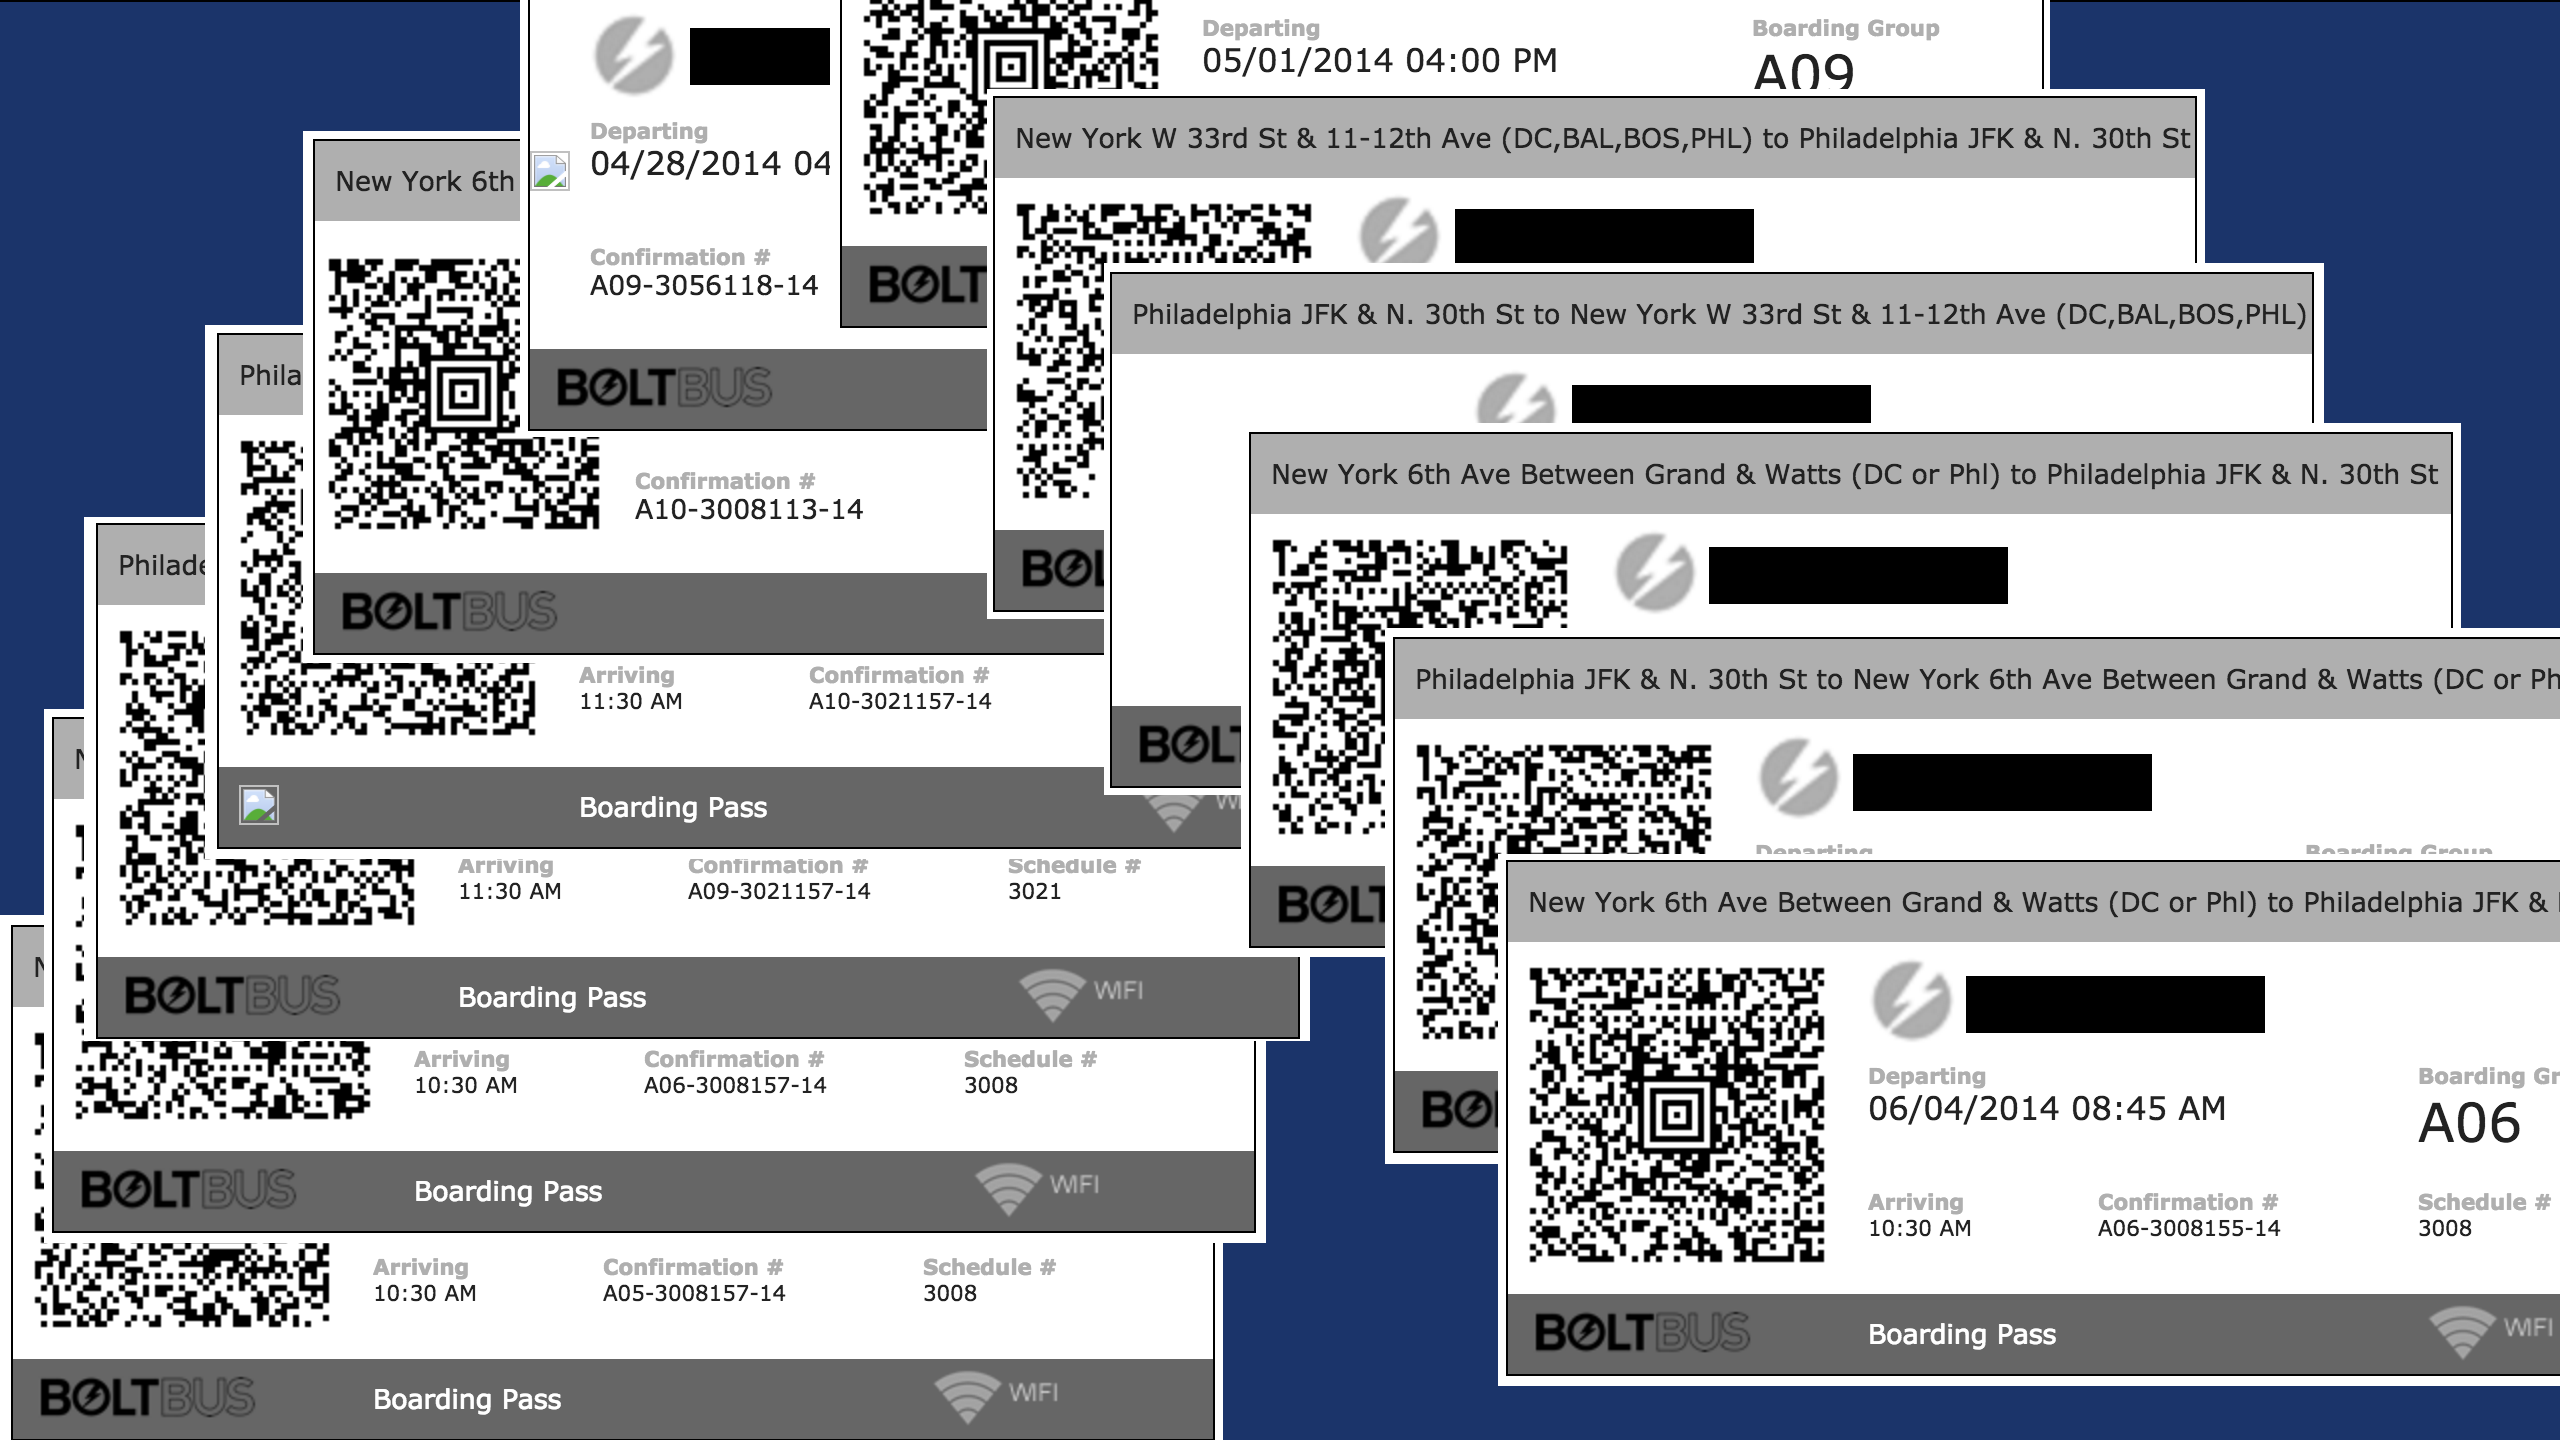 Departing
05/01/2014 04:00 PM
Boarding Group
A09
Departing
04/28/2014 04
Confirmation #
A09-3056118-14
BOLTBUS
BOLT
New York W 33rd St & 11-12th Ave (DC,BAL,BOS,PHL) to Philadelphia JFK & N. 30th St
New York 6th
Confirmation #
A10-3008113-14
BOLTBUS
Philadelphia JFK & N. 30th St to New York W 33rd St & 11-12th Ave (DC,BAL,BOS,PHL)
New York 6th Ave Between Grand & Watts (DC or Phl) to Philadelphia JFK & N. 30th St
Phila
Arriving
11:30 AM
Confirmation #
A10-3021157-14
Boarding Pass
BOL
BOLT
BOLT
Philadelphia JFK & N. 30th St to New York 6th Ave Between Grand & Watts (DC or Ph
Departing
Boarding Group
BOL
Philade
Arriving
11:30 AM
Confirmation #
A09-3021157-14
Schedule #
3021
BOLTBUS
Boarding Pass
WIFI
Arriving
10:30 AM
Confirmation #
A06-3008157-14
Schedule #
3008
BOLTBUS
Boarding Pass
WIFI
Arriving
10:30 AM
Confirmation #
A05-3008157-14
Schedule #
3008
BOLTBUS
Boarding Pass
WIFI
New York 6th Ave Between Grand & Watts (DC or Phl) to Philadelphia JFK &
Departing
06/04/2014 08:45 AM
Boarding Gr
A06
Arriving
10:30 AM
Confirmation #
A06-3008155-14
Schedule #
3008
BOLTBUS
Boarding Pass
WIFI